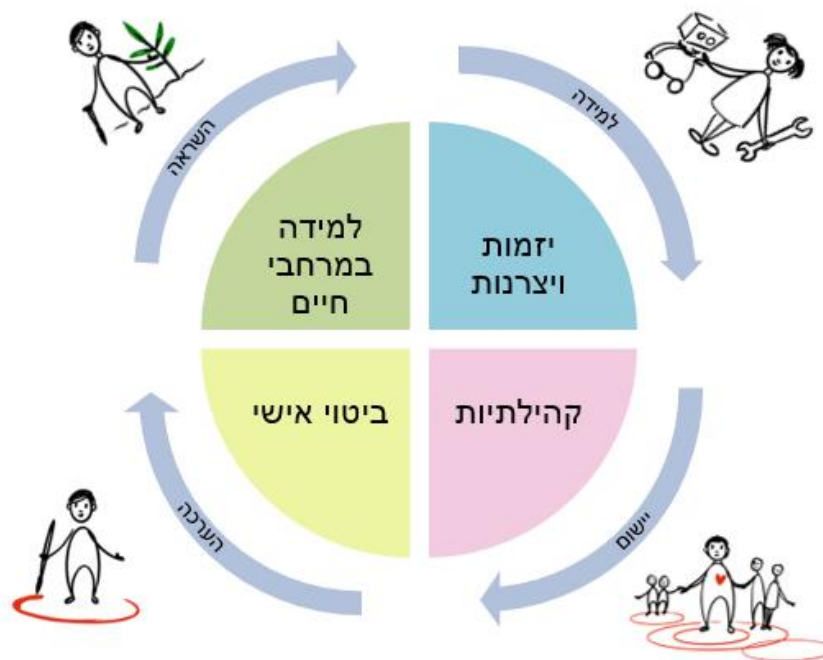 השראה
למידה
למידה
במרחבי
חיים
יזמות
ויצרנות
ביטוי אישי
קהילתיות
הערכה
יישום